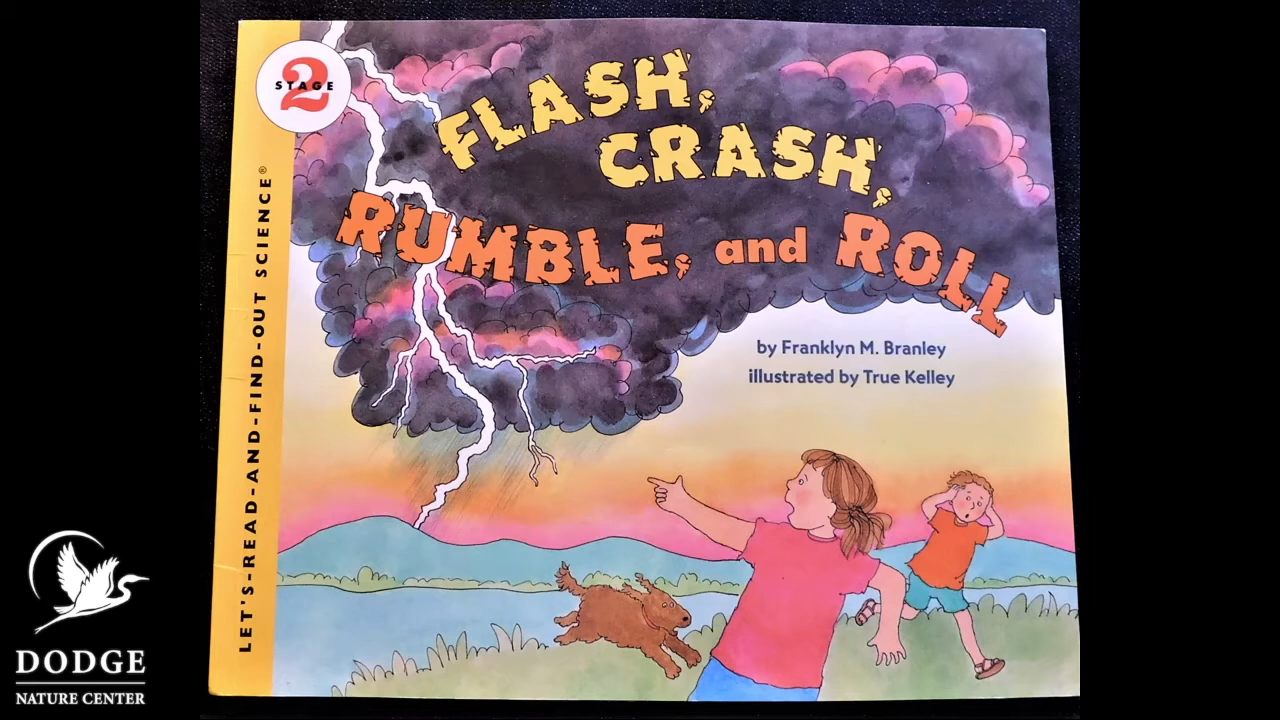 STAGE 2
FLASH,
CRASH,
RUMBLE, and ROLL
by Franklyn M. Branley
illustrated by True Kelley
LET'S-READ-AND-FIND-OUT SCIENCE®
DODGE
NATURE CENTER